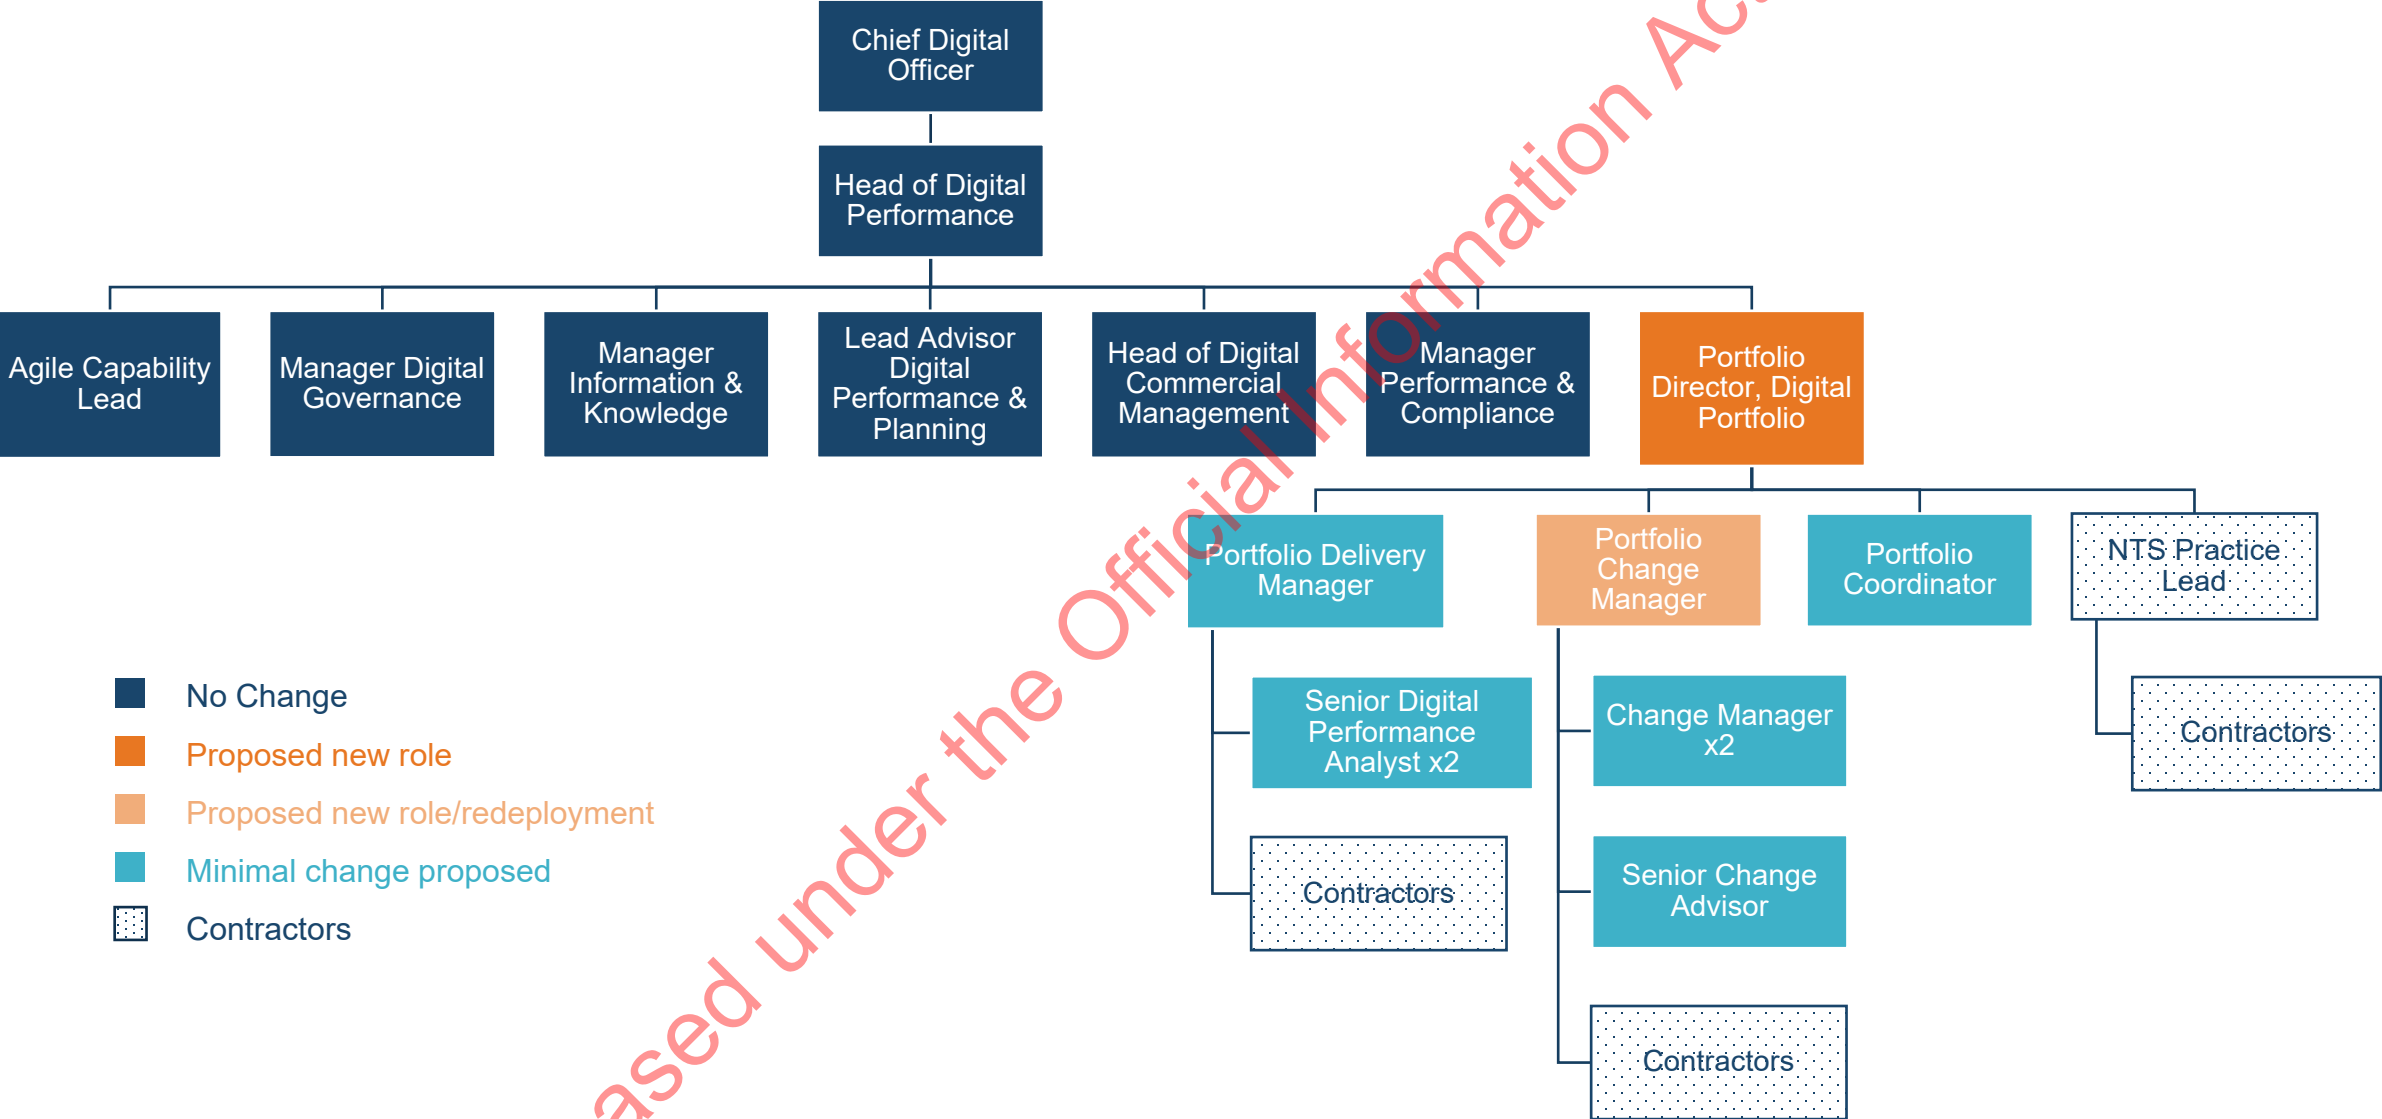 Chief Digital
Officer
Head of Digital
Performance
Agile Capability
Lead
Manager Digital
Governance
Manager
Information &
Knowledge
Lead Advisor
Digital
Performance &
Planning
Head of Digital
Commercial
Management
Manager
Performance &
Compliance
Portfolio
Director, Digital
Portfolio
Portfolio Delivery
Manager
Portfolio
Change
Manager
Portfolio
Coordinator
NTS Practice
Lead
Senior Digital
Performance
Analyst x2
Change Manager
x2
Contractors
Contractors
Senior Change
Advisor
Contractors
No Change
Proposed new role
Proposed new role/redeployment
Minimal change proposed
Contractors
under the Official Information